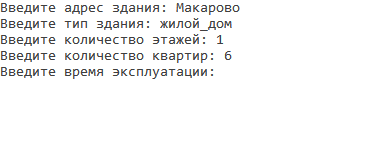 Введите адрес здания: Макарово
Введите тип здания: жилой_дом
Введите количество этажей: 1
Введите количество квартир: 6
Введите время эксплуатации: